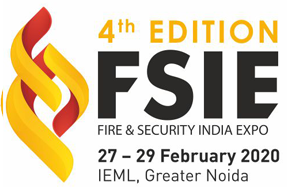 4th EDITION
FSIE
FIRE & SECURITY INDIA EXPO
27 – 29 February 2020
IEML, Greater Noida